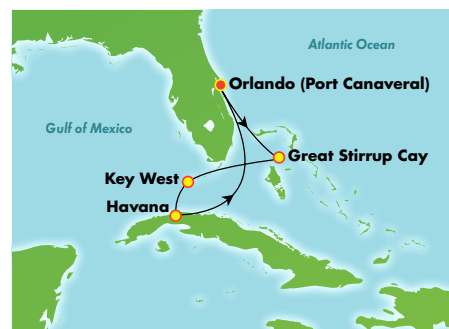 Atlantic Ocean
Orlando (Port Canaveral)
Gulf of Mexico
Great Stirrup Cay
Key West
Havana